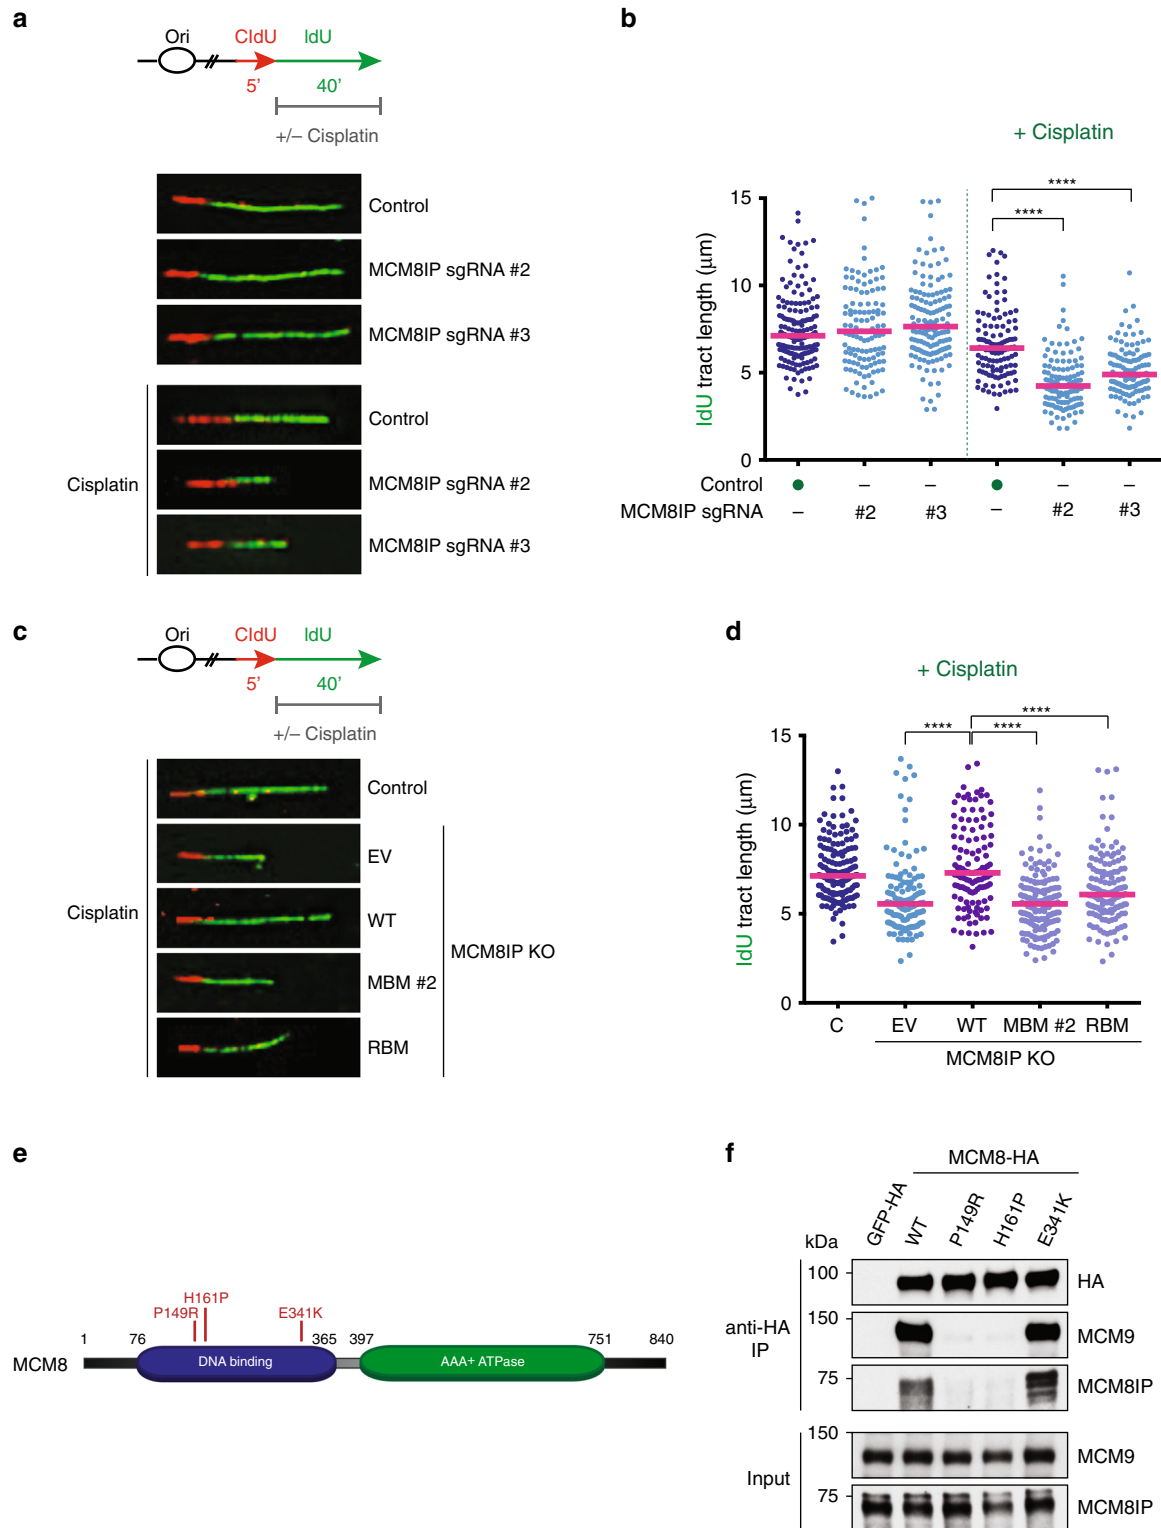 a
Ori CldU IdU
5' 40'
+/– Cisplatin
Control
MCM8IP sgRNA #2
MCM8IP sgRNA #3
Cisplatin
Control
MCM8IP sgRNA #2
MCM8IP sgRNA #3
b
+ Cisplatin
****
****
IdU tract length (μm)
15
10
5
0
Control – – – –
MCM8IP sgRNA – #2 #3 – #2 #3
c
Ori CldU IdU
5' 40'
+/– Cisplatin
Cisplatin
Control
EV
WT
MBM #2
RBM
MCM8IP KO
d
+ Cisplatin
****
**** ****
IdU tract length (μm)
15
10
5
0
C EV WT MBM #2 RBM
MCM8IP KO
e
H161P
P149R E341K
1 76 365 397 751 840
MCM8 DNA binding AAA+ ATPase
f
MCM8-HA
GFP-HA WT P149R H161P E341K
kDa
anti-HA IP
100 HA
150 MCM9
75 MCM8IP
Input
150 MCM9
75 MCM8IP